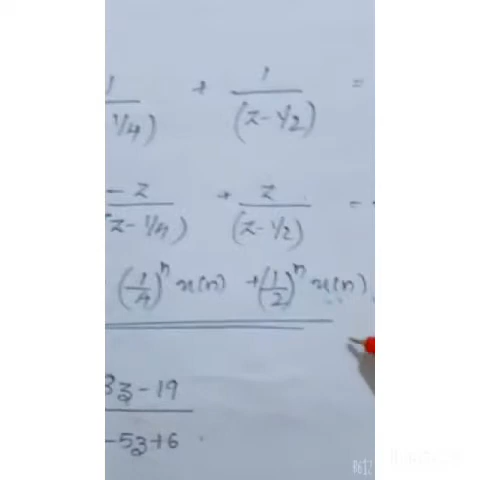 1/(1/4) + 1/(z-1/2) =
-z/(z-1/4) + z/(z-1/2) =
(1/4)^n u(n) + (1/2)^n u(n)
3z-19/-5z+6